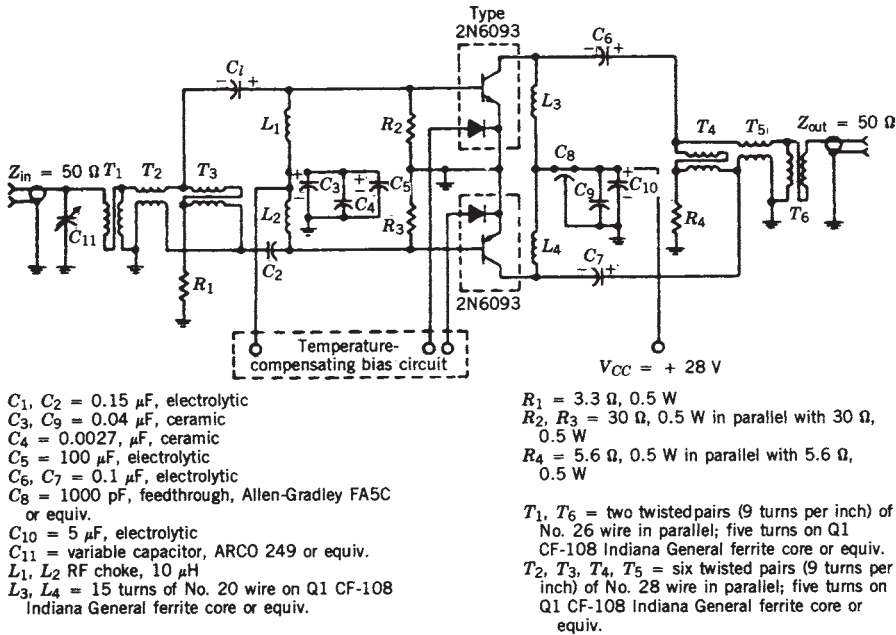 Type
2N6093
C6
− +
Cl
− +
L1
R2
L3
T4
T5
Zout = 50 Ω
Zin = 50 Ω
T1
T2
T3
+
−
C3
+
−
C4
C5
C8
C9
+
−
C10
T6
C11
L2
R3
R4
R1
C2
L4
C7
− +
2N6093
Temperature-
compensating bias circuit
VCC = + 28 V
C1, C2 = 0.15 μF, electrolytic
C3, C9 = 0.04 μF, ceramic
C4 = 0.0027, μF, ceramic
C5 = 100 μF, electrolytic
C6, C7 = 0.1 μF, electrolytic
C8 = 1000 pF, feedthrough, Allen-Gradley FA5C
or equiv.
C10 = 5 μF, electrolytic
C11 = variable capacitor, ARCO 249 or equiv.
L1, L2 RF choke, 10 μH
L3, L4 = 15 turns of No. 20 wire on Q1 CF-108
Indiana General ferrite core or equiv.
R1 = 3.3 Ω, 0.5 W
R2, R3 = 30 Ω, 0.5 W in parallel with 30 Ω,
0.5 W
R4 = 5.6 Ω, 0.5 W in parallel with 5.6 Ω,
0.5 W
T1, T6 = two twisted pairs (9 turns per inch) of
No. 26 wire in parallel; five turns on Q1
CF-108 Indiana General ferrite core or equiv.
T2, T3, T4, T5 = six twisted pairs (9 turns per
inch) of No. 28 wire in parallel; five turns on
Q1 CF-108 Indiana General ferrite core or
equiv.